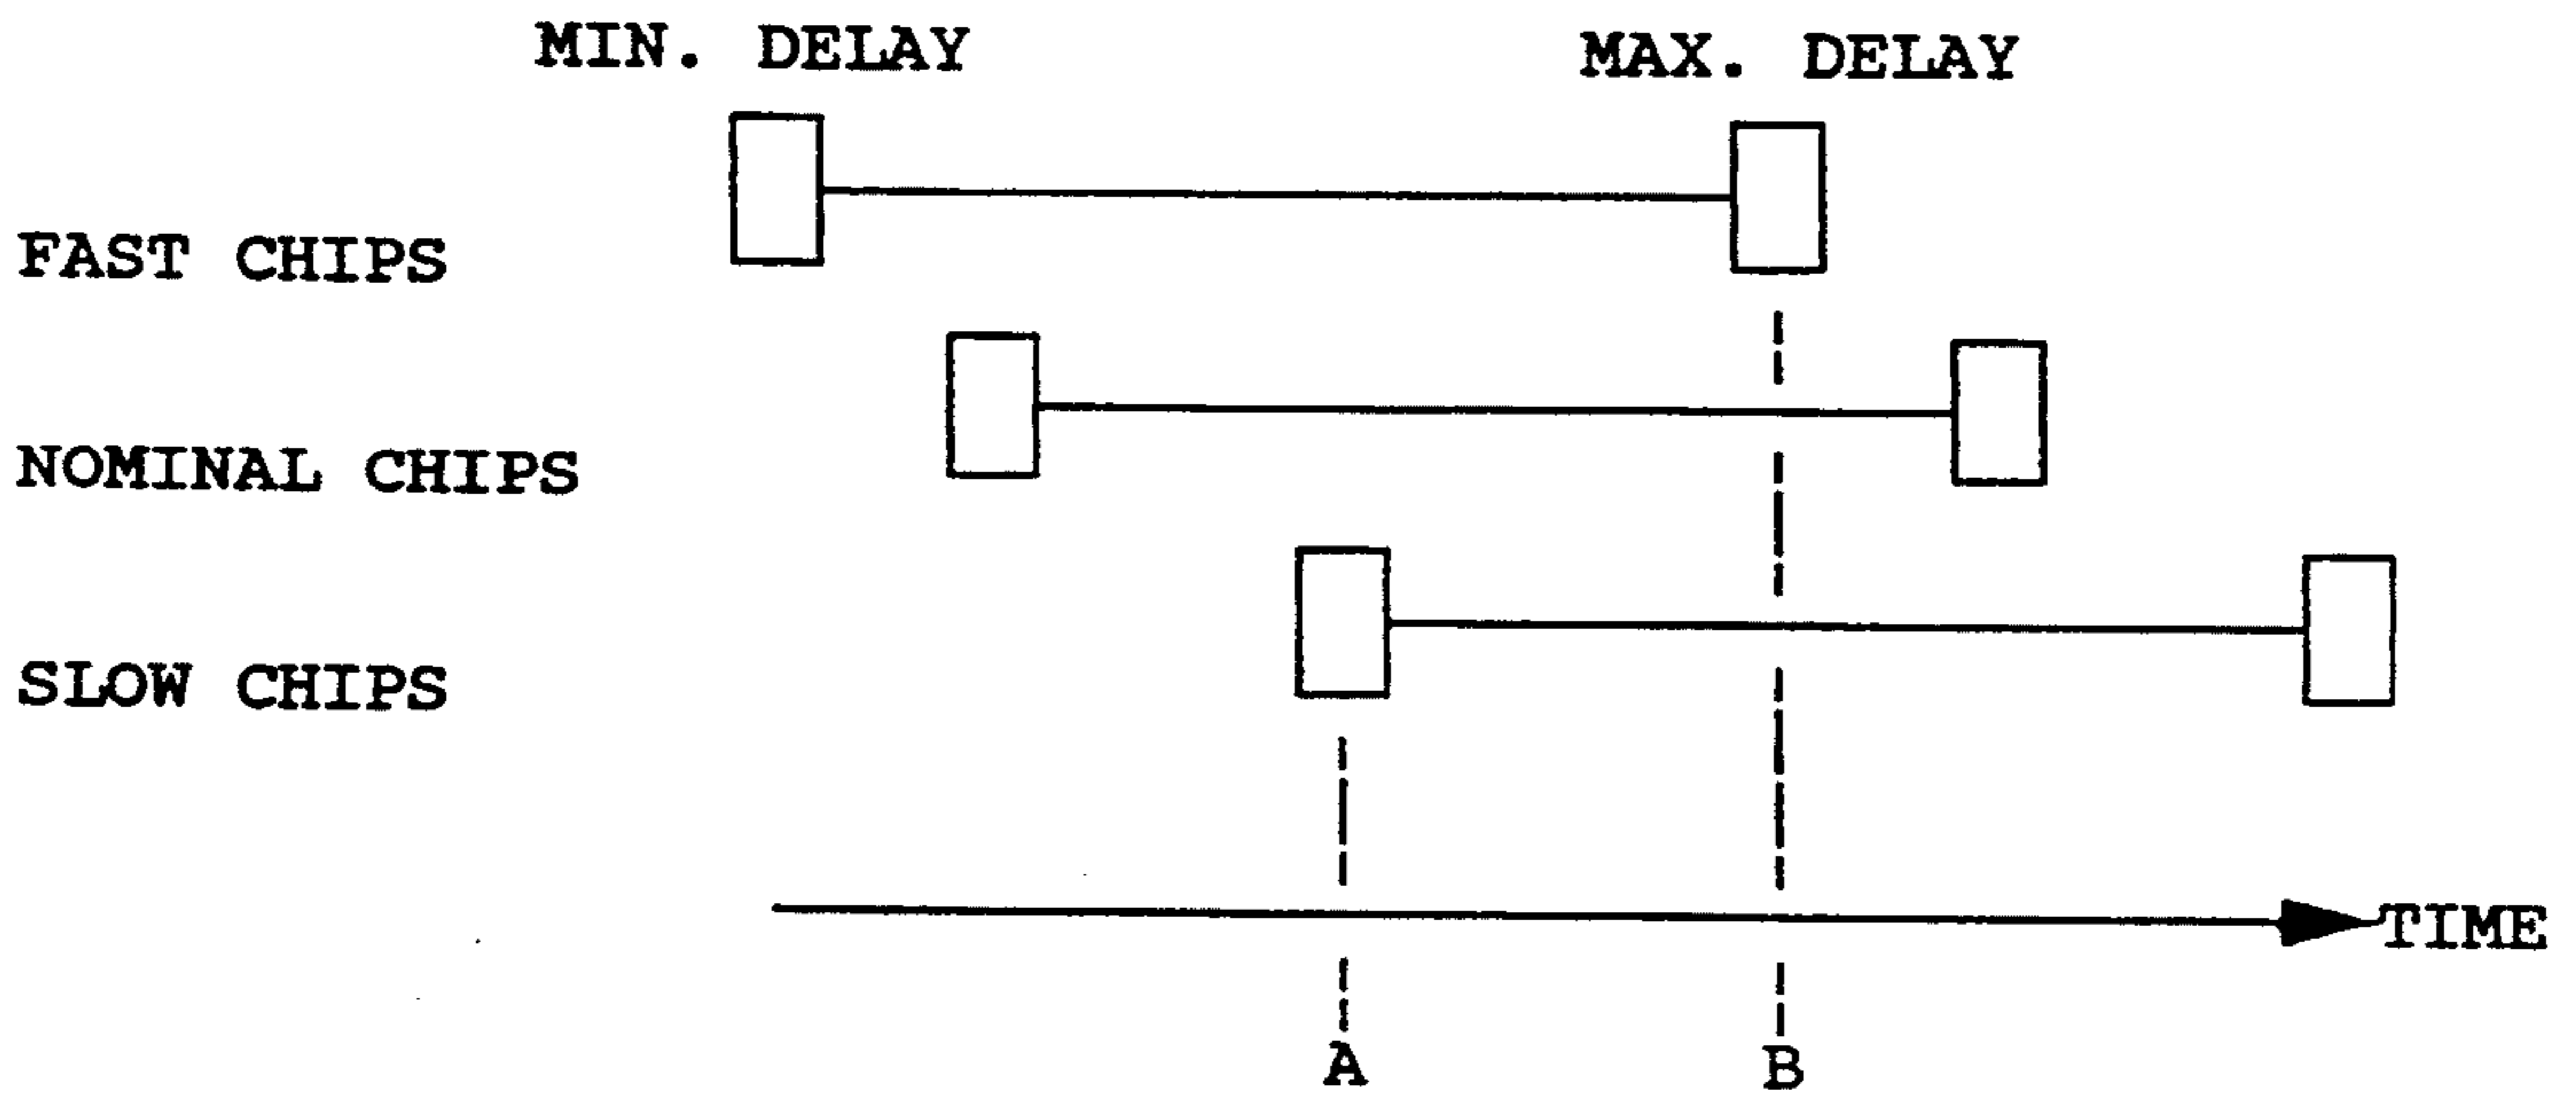 MIN. DELAY
MAX. DELAY
FAST CHIPS
NOMINAL CHIPS
SLOW CHIPS
TIME
A
B